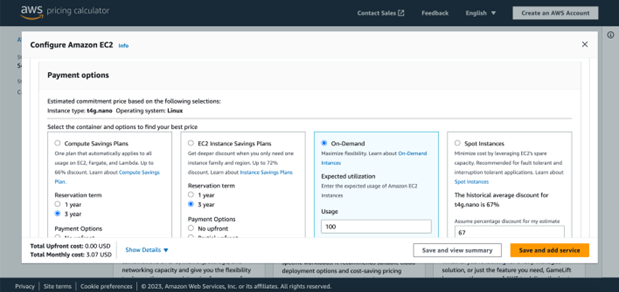 aws pricing calculator
Contact Sales
Feedback
English
Create an AWS Account
Configure Amazon EC2 Info
Payment options
Estimated commitment price based on the following selections:
Instance type: t4g.nano Operating system: Linux
Select the container and options to find your best price
Compute Savings Plans
One plan that automatically applies to all
usage on EC2, Fargate, and Lambda. Up to
66% discount. Learn about Compute Savings
Plan.
Reservation term
1 year
3 year
Payment Options
EC2 Instance Savings Plans
Get deeper discount when you only need one
instance family and region. Up to 72%
discount. Learn about Instance Savings Plans
Reservation term
1 year
3 year
Payment Options
No upfront
On-Demand
Maximize flexibility. Learn about On-Demand
Intances
Expected utilization
Enter the expected usage of Amazon EC2
instances
Usage
100
Spot Instances
Minimize cost by leveraging EC2's spare
capacity. Recommended for fault tolerant and
interruption tolerant applications. Learn about
Spot Instances
The historical average discount for
t4g.nano is 67%
Assume percentage discount for my estimate
67
Total Upfront cost: 0.00 USD
Total Monthly cost: 3.07 USD
Show Details
Save and view summary
Save and add service
networking capacity and give you the flexibility
deployment options and cost-saving pricing
solution, or just the feature you need, GameLift
Privacy | Site terms | Cookie preferences | © 2023, Amazon Web Services, Inc. or its affiliates. All rights reserved.